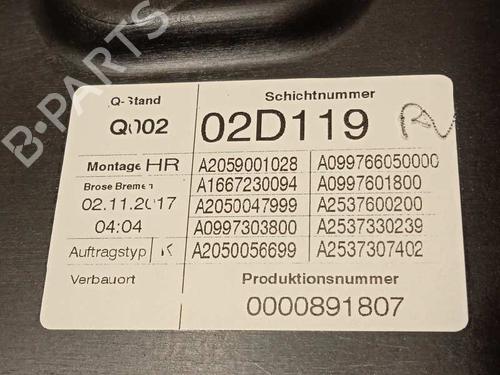 Q-Stand Schichtnummer
Q002 02D119
Montage HR A2059001028 A099766050000
Brose Bremen A1667230094 A0997601800
02.11.2017 A2050047999 A2537600200
04:04 A0997303800 A2537330239
Auftragstyp K A2050056699 A2537307402
Verbauort Produktionsnummer
0000891807
B-PARTS